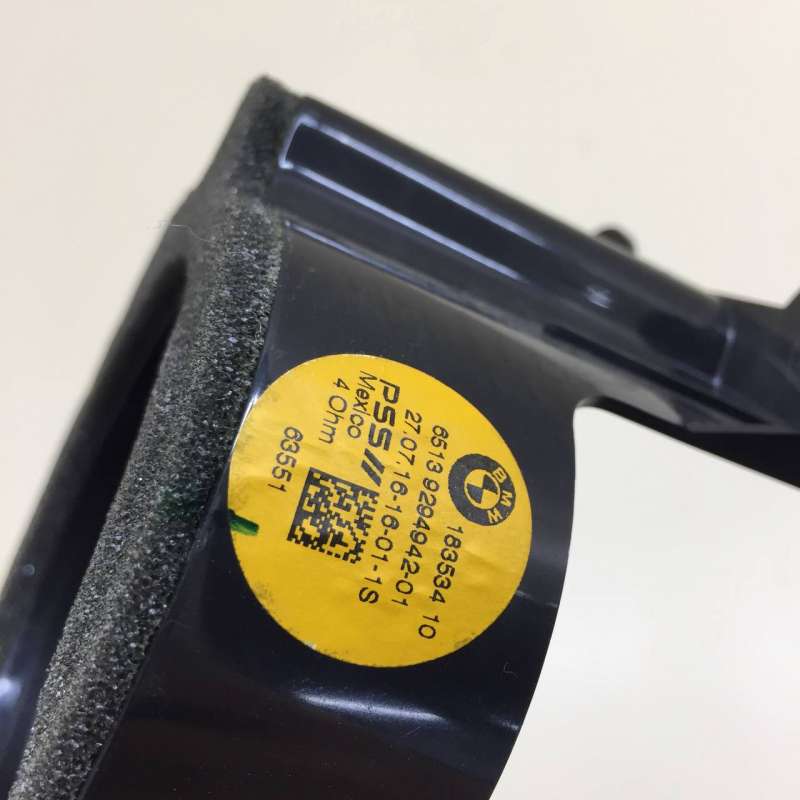 BMW
183534 10
6513 9294942-01
27.07.16-16-01-1S
PSS///
Mexico
4 Ohm
63551